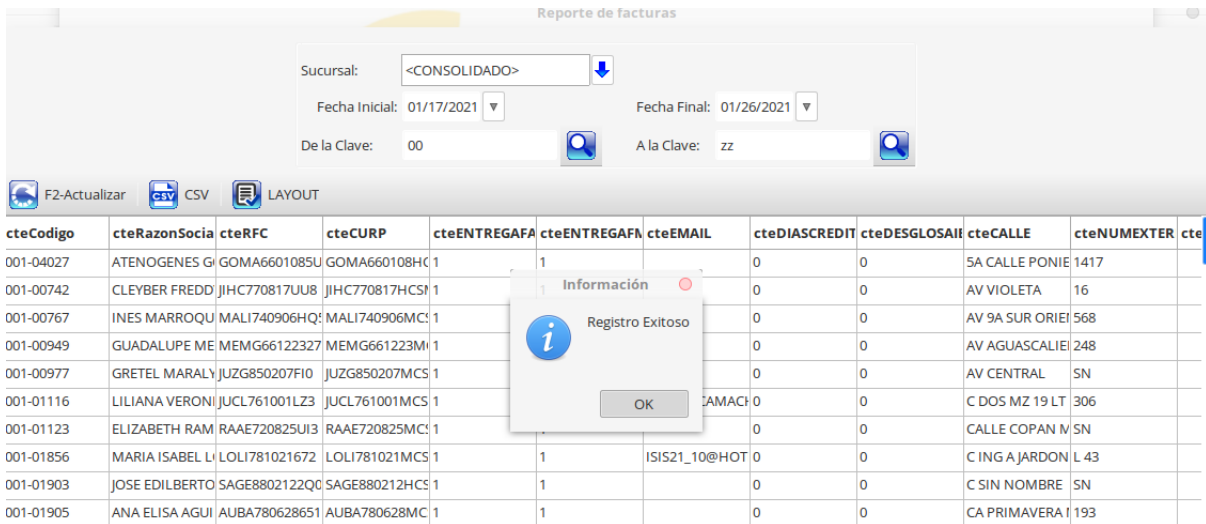 Reporte de facturas
Sucursal: <CONSOLIDADO>
Fecha Inicial: 01/17/2021 Fecha Final: 01/26/2021
De la Clave: 00 A la Clave: zz
F2-Actualizar CSV CSV LAYOUT
cteCodigo cteRazonSocia cteRFC cteCURP cteENTREGAFA cteENTREGAFN cteEMAIL cteDIASCREDIT cteDESGLOSAIE cteCALLE cteNUMEXTER cte
001-04027 ATENOGENES G GOMA6601085U GOMA660108HC 1 1 0 0 5A CALLE PONIE 1417
001-00742 CLEYBER FREDD JIHC770817UU8 JIHC770817HCS 1 1 0 0 AV VIOLETA 16
001-00767 INES MARROQU MALI740906HQ MALI740906MCS 1 0 0 AV 9A SUR ORIE 568
001-00949 GUADALUPE ME MEMG66122327 MEMG661223M 1 0 0 AV AGUASCALIE 248
001-00977 GRETEL MARALY JUZG850207FI0 JUZG850207MCS 1 0 0 AV CENTRAL SN
001-01116 LILIANA VERONI JUCL761001LZ3 JUCL761001MCS 1 CAMACH 0 0 C DOS MZ 19 LT 306
001-01123 ELIZABETH RAM RAAE720825UI3 RAAE720825MCS 1 0 0 CALLE COPAN M SN
001-01856 MARIA ISABEL L LOLI781021672 LOLI781021MCS 1 1 ISIS21_10@HOT 0 0 C ING A JARDON L 43
001-01903 JOSE EDILBERTO SAGE8802122Q0 SAGE880212HCS 1 1 0 0 C SIN NOMBRE SN
001-01905 ANA ELISA AGUI AUBA780628651 AUBA780628MC 1 1 0 0 CA PRIMAVERA 193
Información
Registro Exitoso
OK